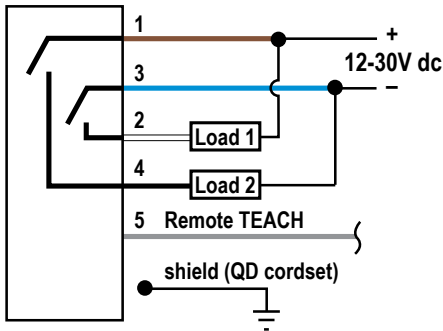 1
+
12-30V dc
3
–
2
Load 1
4
Load 2
5 Remote TEACH
shield (QD cordset)